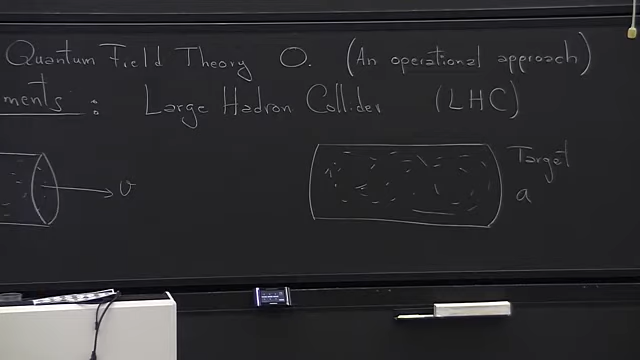 Quantum Field Theory 0. (An operational approach)
ments: Large Hadron Collider (LHC)
v
Target
a